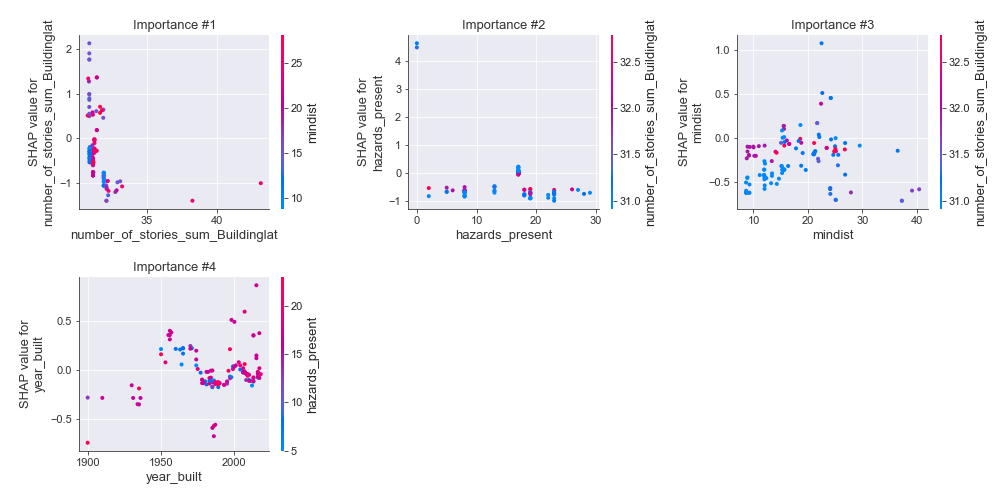 Importance #1
2
1
0
−1
35
40
SHAP value for
number_of_stories_sum_Buildinglat
number_of_stories_sum_Buildinglat
25
20
15
10
mindist
Importance #2
4
3
2
1
0
−1
0
10
20
30
SHAP value for
hazards_present
hazards_present
32.5
32.0
31.5
31.0
number_of_stories_sum_Buildinglat
Importance #3
1.0
0.5
0.0
−0.5
10
20
30
40
SHAP value for
mindist
mindist
32.5
32.0
31.5
31.0
number_of_stories_sum_Buildinglat
Importance #4
0.5
0.0
−0.5
1900
1950
2000
SHAP value for
year_built
year_built
20
15
10
5
hazards_present